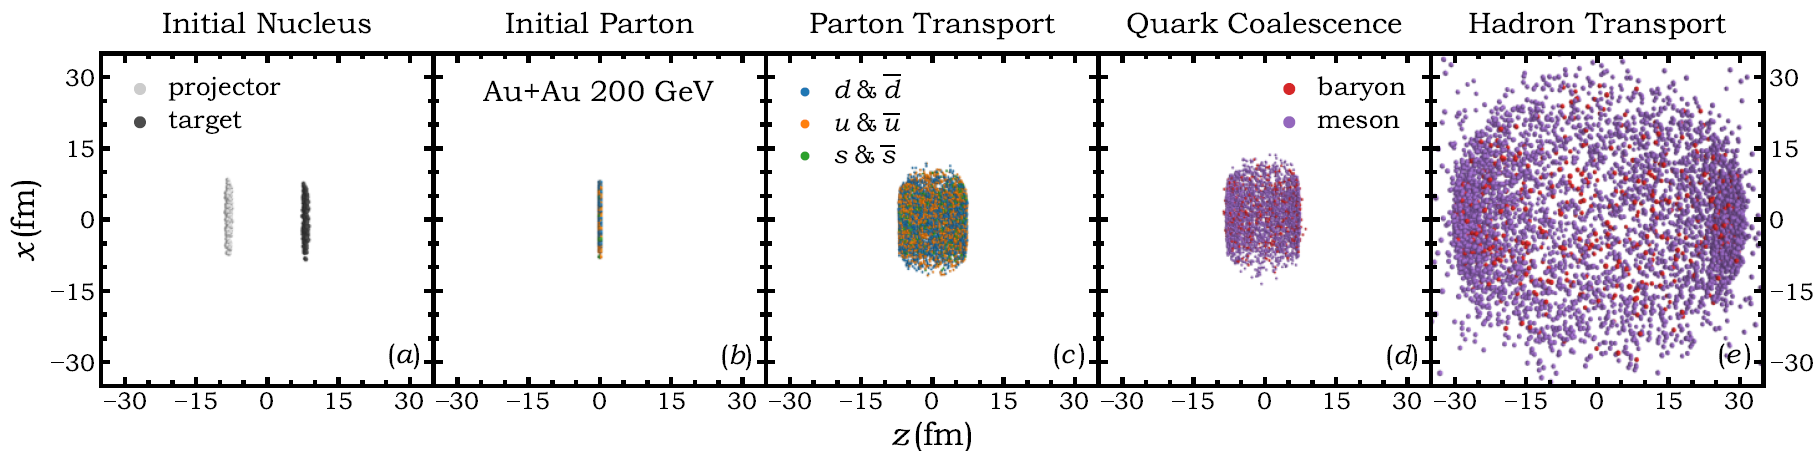 Initial Nucleus
Initial Parton
Parton Transport
Quark Coalescence
Hadron Transport
x (fm)
30
15
0
−15
−30
projector
target
(a)
Au+Au 200 GeV
(b)
d & d̅
u & u̅
s & s̅
(c)
baryon
meson
(d)
(e)
30
15
0
−15
−30
−30 −15 0 15 30
−30 −15 0 15 30
−30 −15 0 15 30
−30 −15 0 15 30
−30 −15 0 15 30
z (fm)